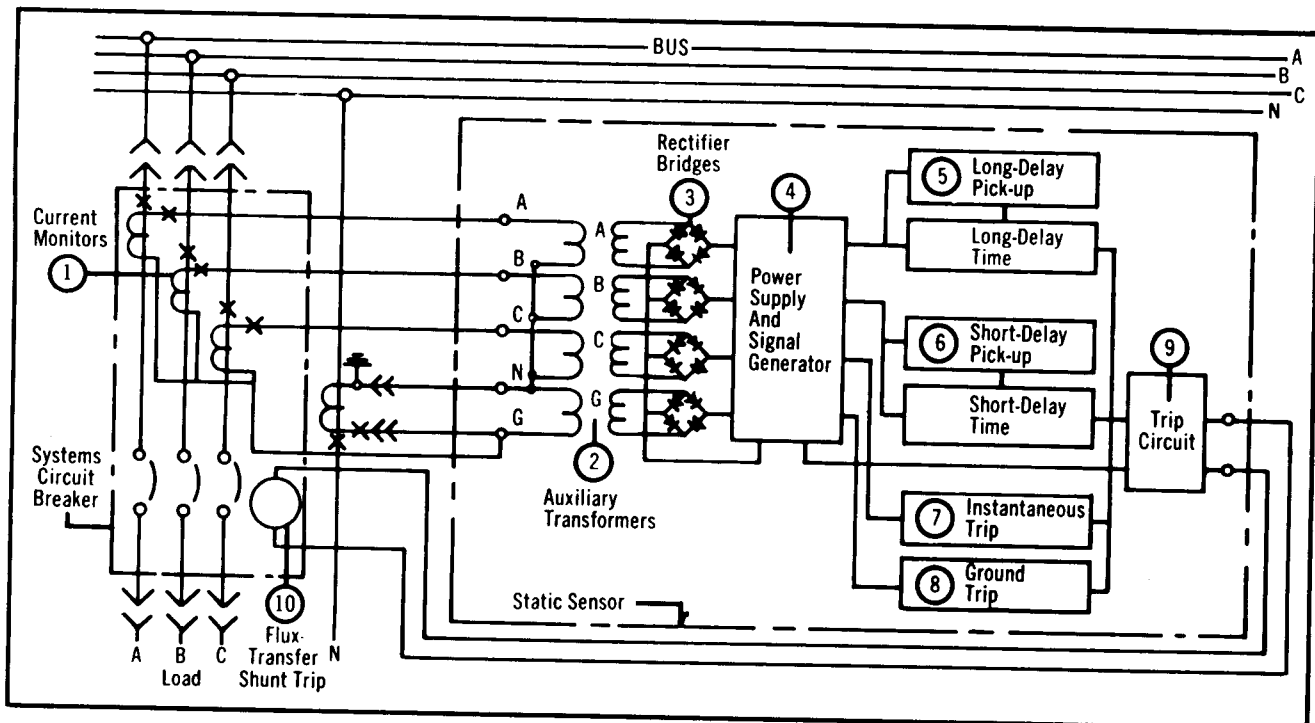 BUS
A
B
C
N
Rectifier
Bridges
3
4
5 Long-Delay
Pick-up
Current
Monitors
1
A
B
C
N
G
A
B
C
G
Power
Supply
And
Signal
Generator
Long-Delay
Time
6 Short-Delay
Pick-up
Short-Delay
Time
9
Trip
Circuit
Systems
Circuit
Breaker
2
Auxiliary
Transformers
7 Instantaneous
Trip
8 Ground
Trip
Static Sensor
10
Flux-
Transfer
Shunt Trip
A B C N
Load